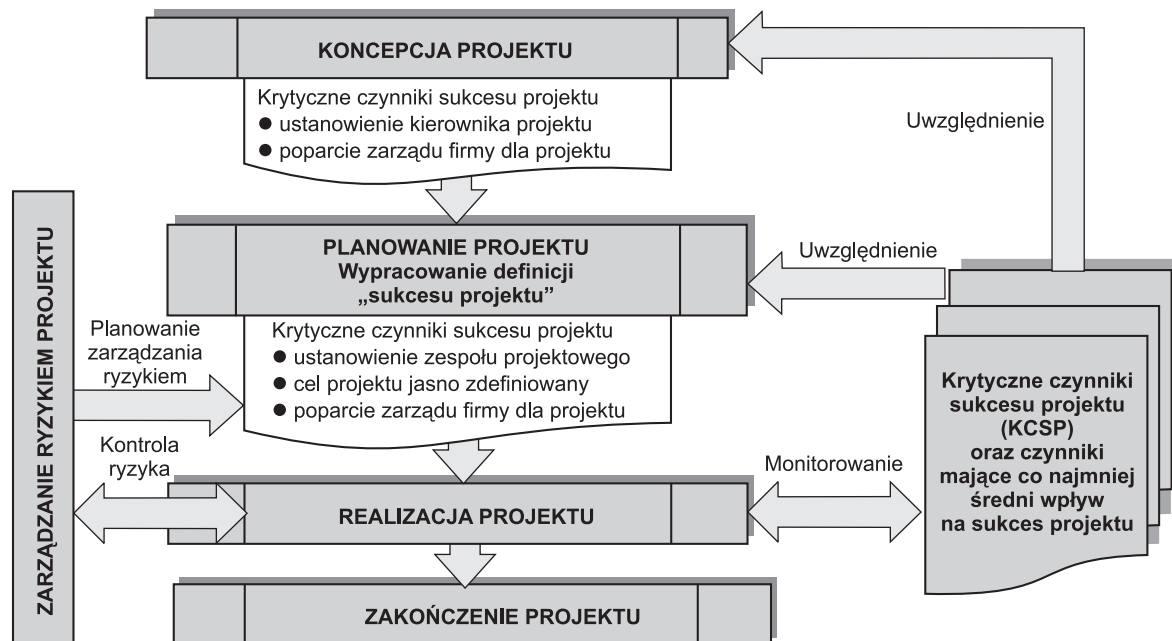 KONCEPCJA PROJEKTU
Krytyczne czynniki sukcesu projektu
● ustanowienie kierownika projektu
● poparcie zarządu firmy dla projektu
Uwzględnienie
PLANOWANIE PROJEKTU
Wypracowanie definicji
„sukcesu projektu”
Uwzględnienie
Krytyczne czynniki sukcesu projektu
● ustanowienie zespołu projektowego
● cel projektu jasno zdefiniowany
● poparcie zarządu firmy dla projektu
ZARZĄDZANIE RYZYKIEM PROJEKTU
Planowanie
zarządzania
ryzykiem
Kontrola
ryzyka
REALIZACJA PROJEKTU
Monitorowanie
Krytyczne czynniki
sukcesu projektu
(KCSP)
oraz czynniki
mające co najmniej
średni wpływ
na sukces projektu
ZAKOŃCZENIE PROJEKTU